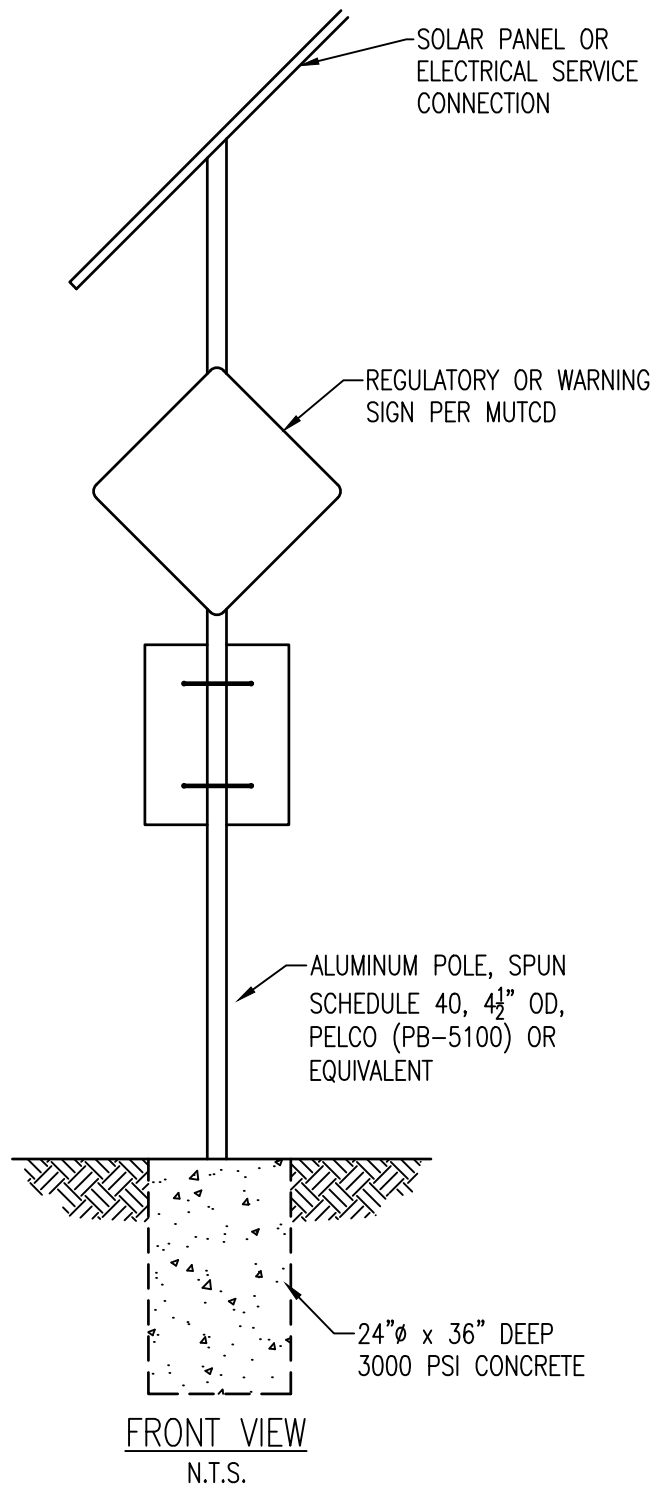 SOLAR PANEL OR
ELECTRICAL SERVICE
CONNECTION
REGULATORY OR WARNING
SIGN PER MUTCD
ALUMINUM POLE, SPUN
SCHEDULE 40, 4½" OD,
PELCO (PB-5100) OR
EQUIVALENT
24"ø x 36" DEEP
3000 PSI CONCRETE
FRONT VIEW
N.T.S.